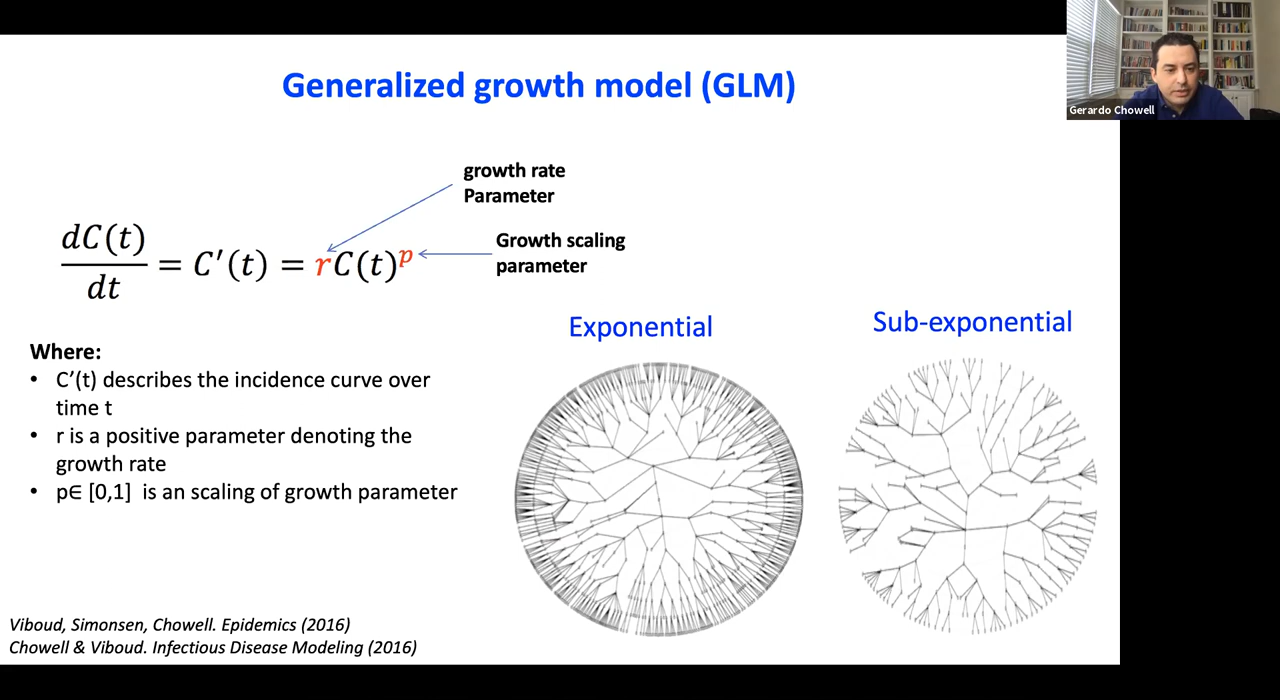 Gerardo Chowell
Generalized growth model (GLM)
growth rate
Parameter
Growth scaling
parameter
dC(t)/dt = C′(t) = rC(t)^p
Exponential
Sub-exponential
Where:
• C’(t) describes the incidence curve over
time t
• r is a positive parameter denoting the
growth rate
• p∈ [0,1] is an scaling of growth parameter
Viboud, Simonsen, Chowell. Epidemics (2016)
Chowell & Viboud. Infectious Disease Modeling (2016)